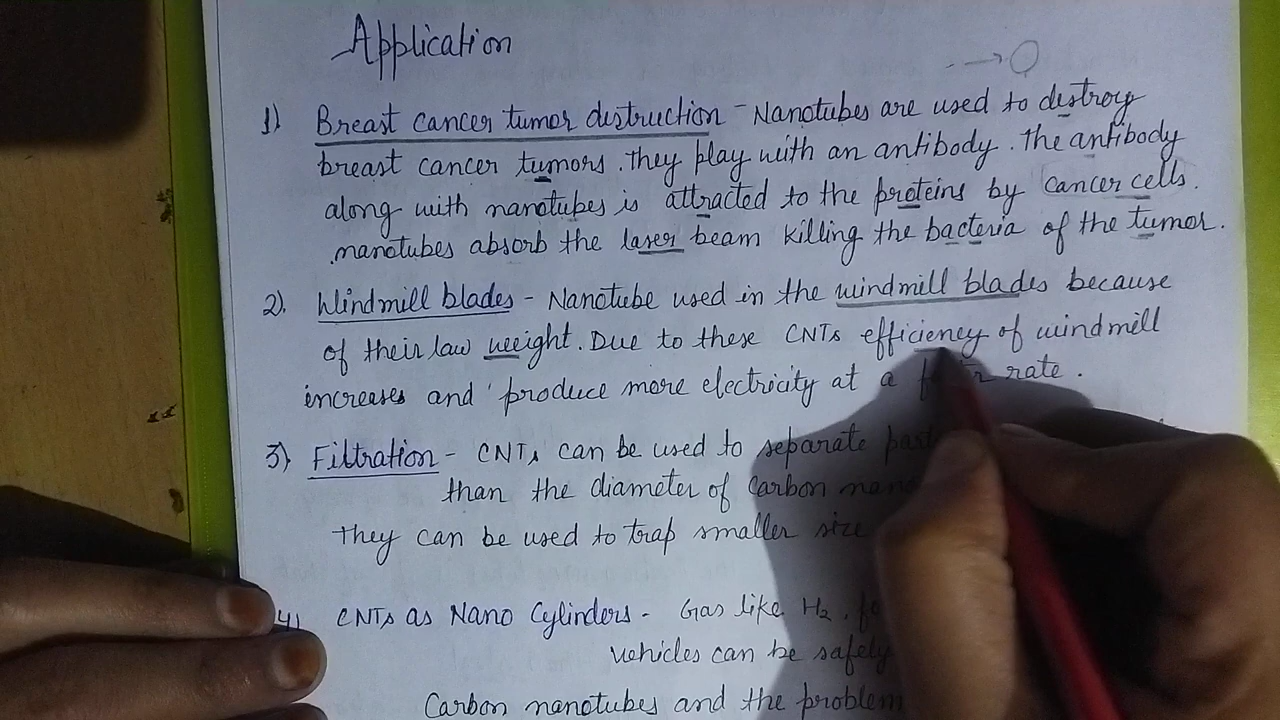 Application
1) Breast cancer tumor destruction - Nanotubes are used to destroy
breast cancer tumors. they play with an antibody. The antibody
along with nanotubes is attracted to the proteins by cancer cells.
nanotubes absorb the laser beam killing the bacteria of the tumor.
2). Windmill blades - Nanotube used in the windmill blades because
of their law weight. Due to these CNTs efficiency of windmill
increases and produce more electricity at a rate.
3) Filtration - CNTs can be used to separate
than the diameter of Carbon
they can be used to trap smaller size
4) CNTs as Nano Cylinders - Gas like H2,
vehicles can be safely
Carbon nanotubes and the problem